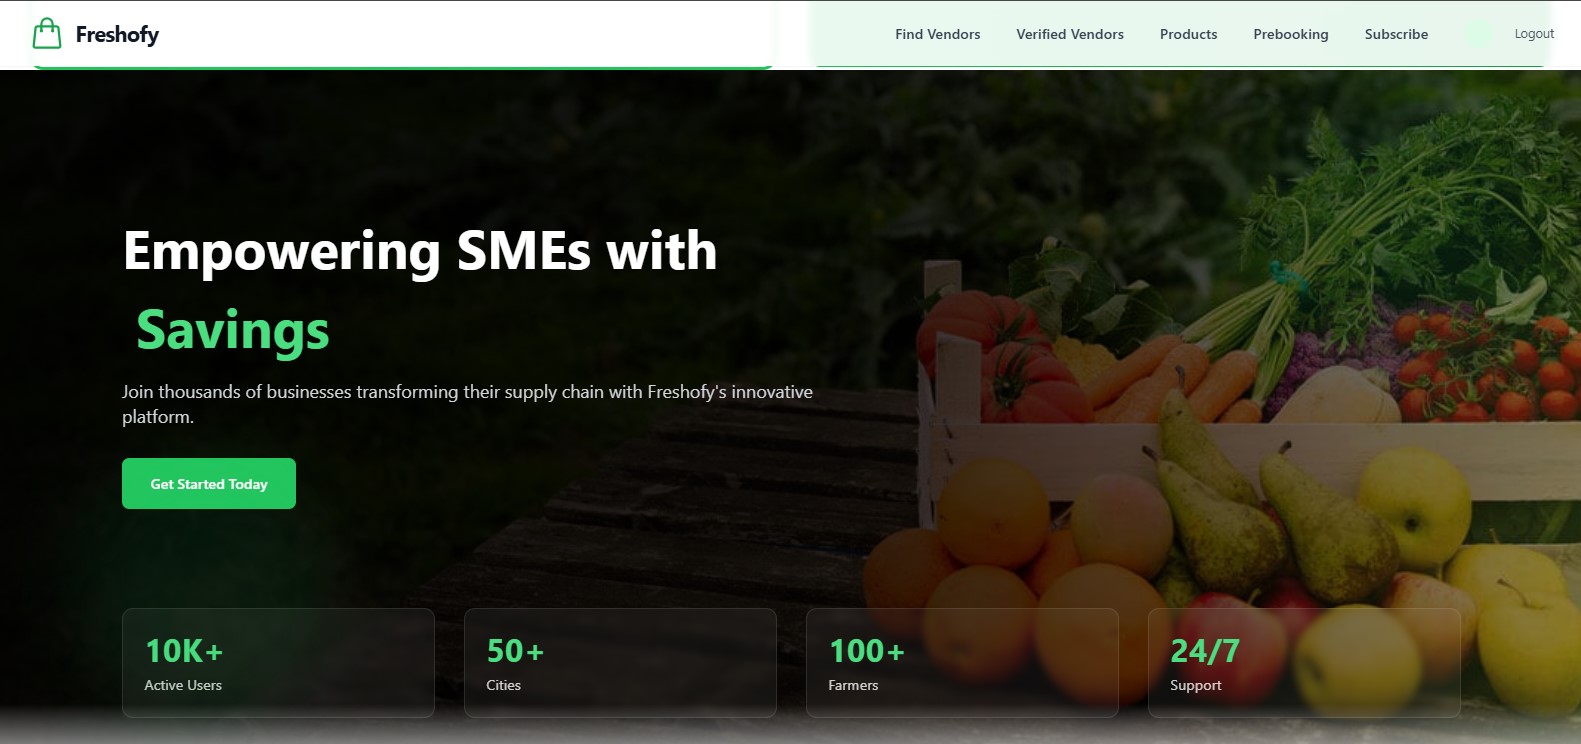 Freshofy
Find Vendors Verified Vendors Products Prebooking Subscribe Logout
Empowering SMEs with
Savings
Join thousands of businesses transforming their supply chain with Freshofy's innovative
platform.
Get Started Today
10K+ 50+ 100+ 24/7
Active Users Cities Farmers Support